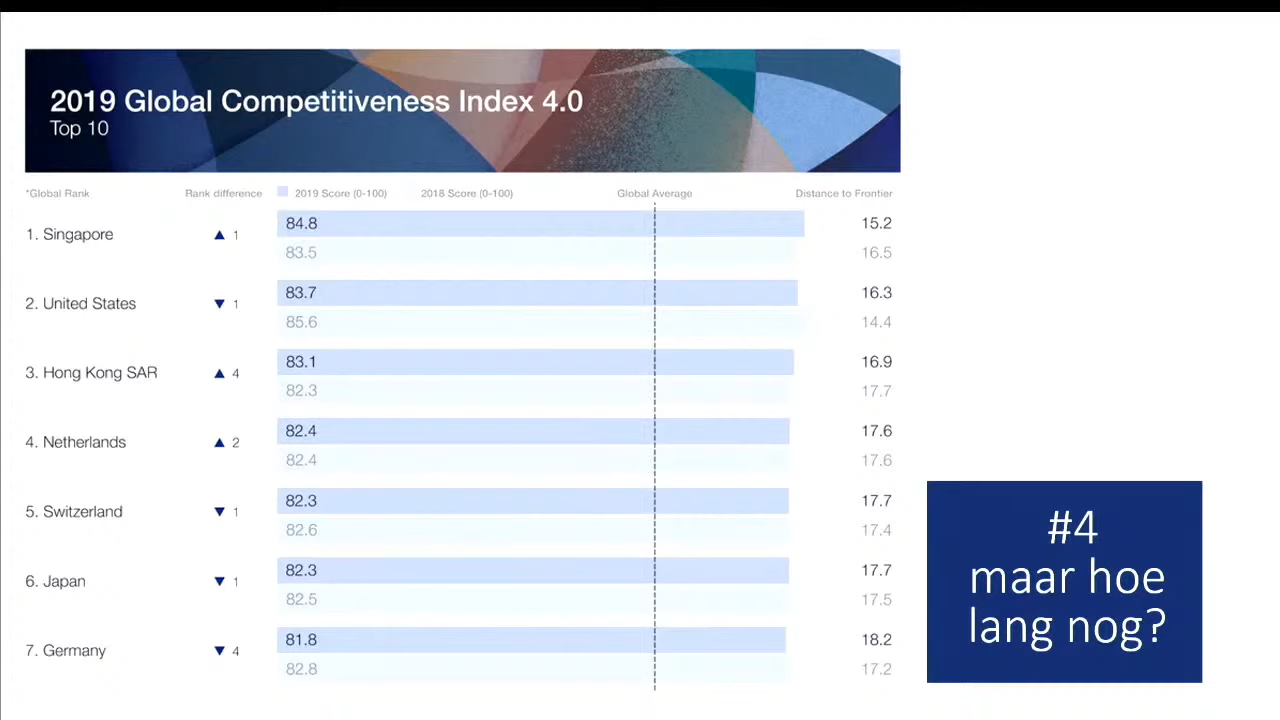 2019 Global Competitiveness Index 4.0
Top 10
*Global Rank Rank difference 2019 Score (0-100) 2018 Score (0-100) Global Average Distance to Frontier
1. Singapore ▲ 1 84.8 15.2
83.5 16.5
2. United States ▼ 1 83.7 16.3
85.6 14.4
3. Hong Kong SAR ▲ 4 83.1 16.9
82.3 17.7
4. Netherlands ▲ 2 82.4 17.6
82.4 17.6
5. Switzerland ▼ 1 82.3 17.7
82.6 17.4
6. Japan ▼ 1 82.3 17.7
82.5 17.5
7. Germany ▼ 4 81.8 18.2
82.8 17.2
#4
maar hoe
lang nog?